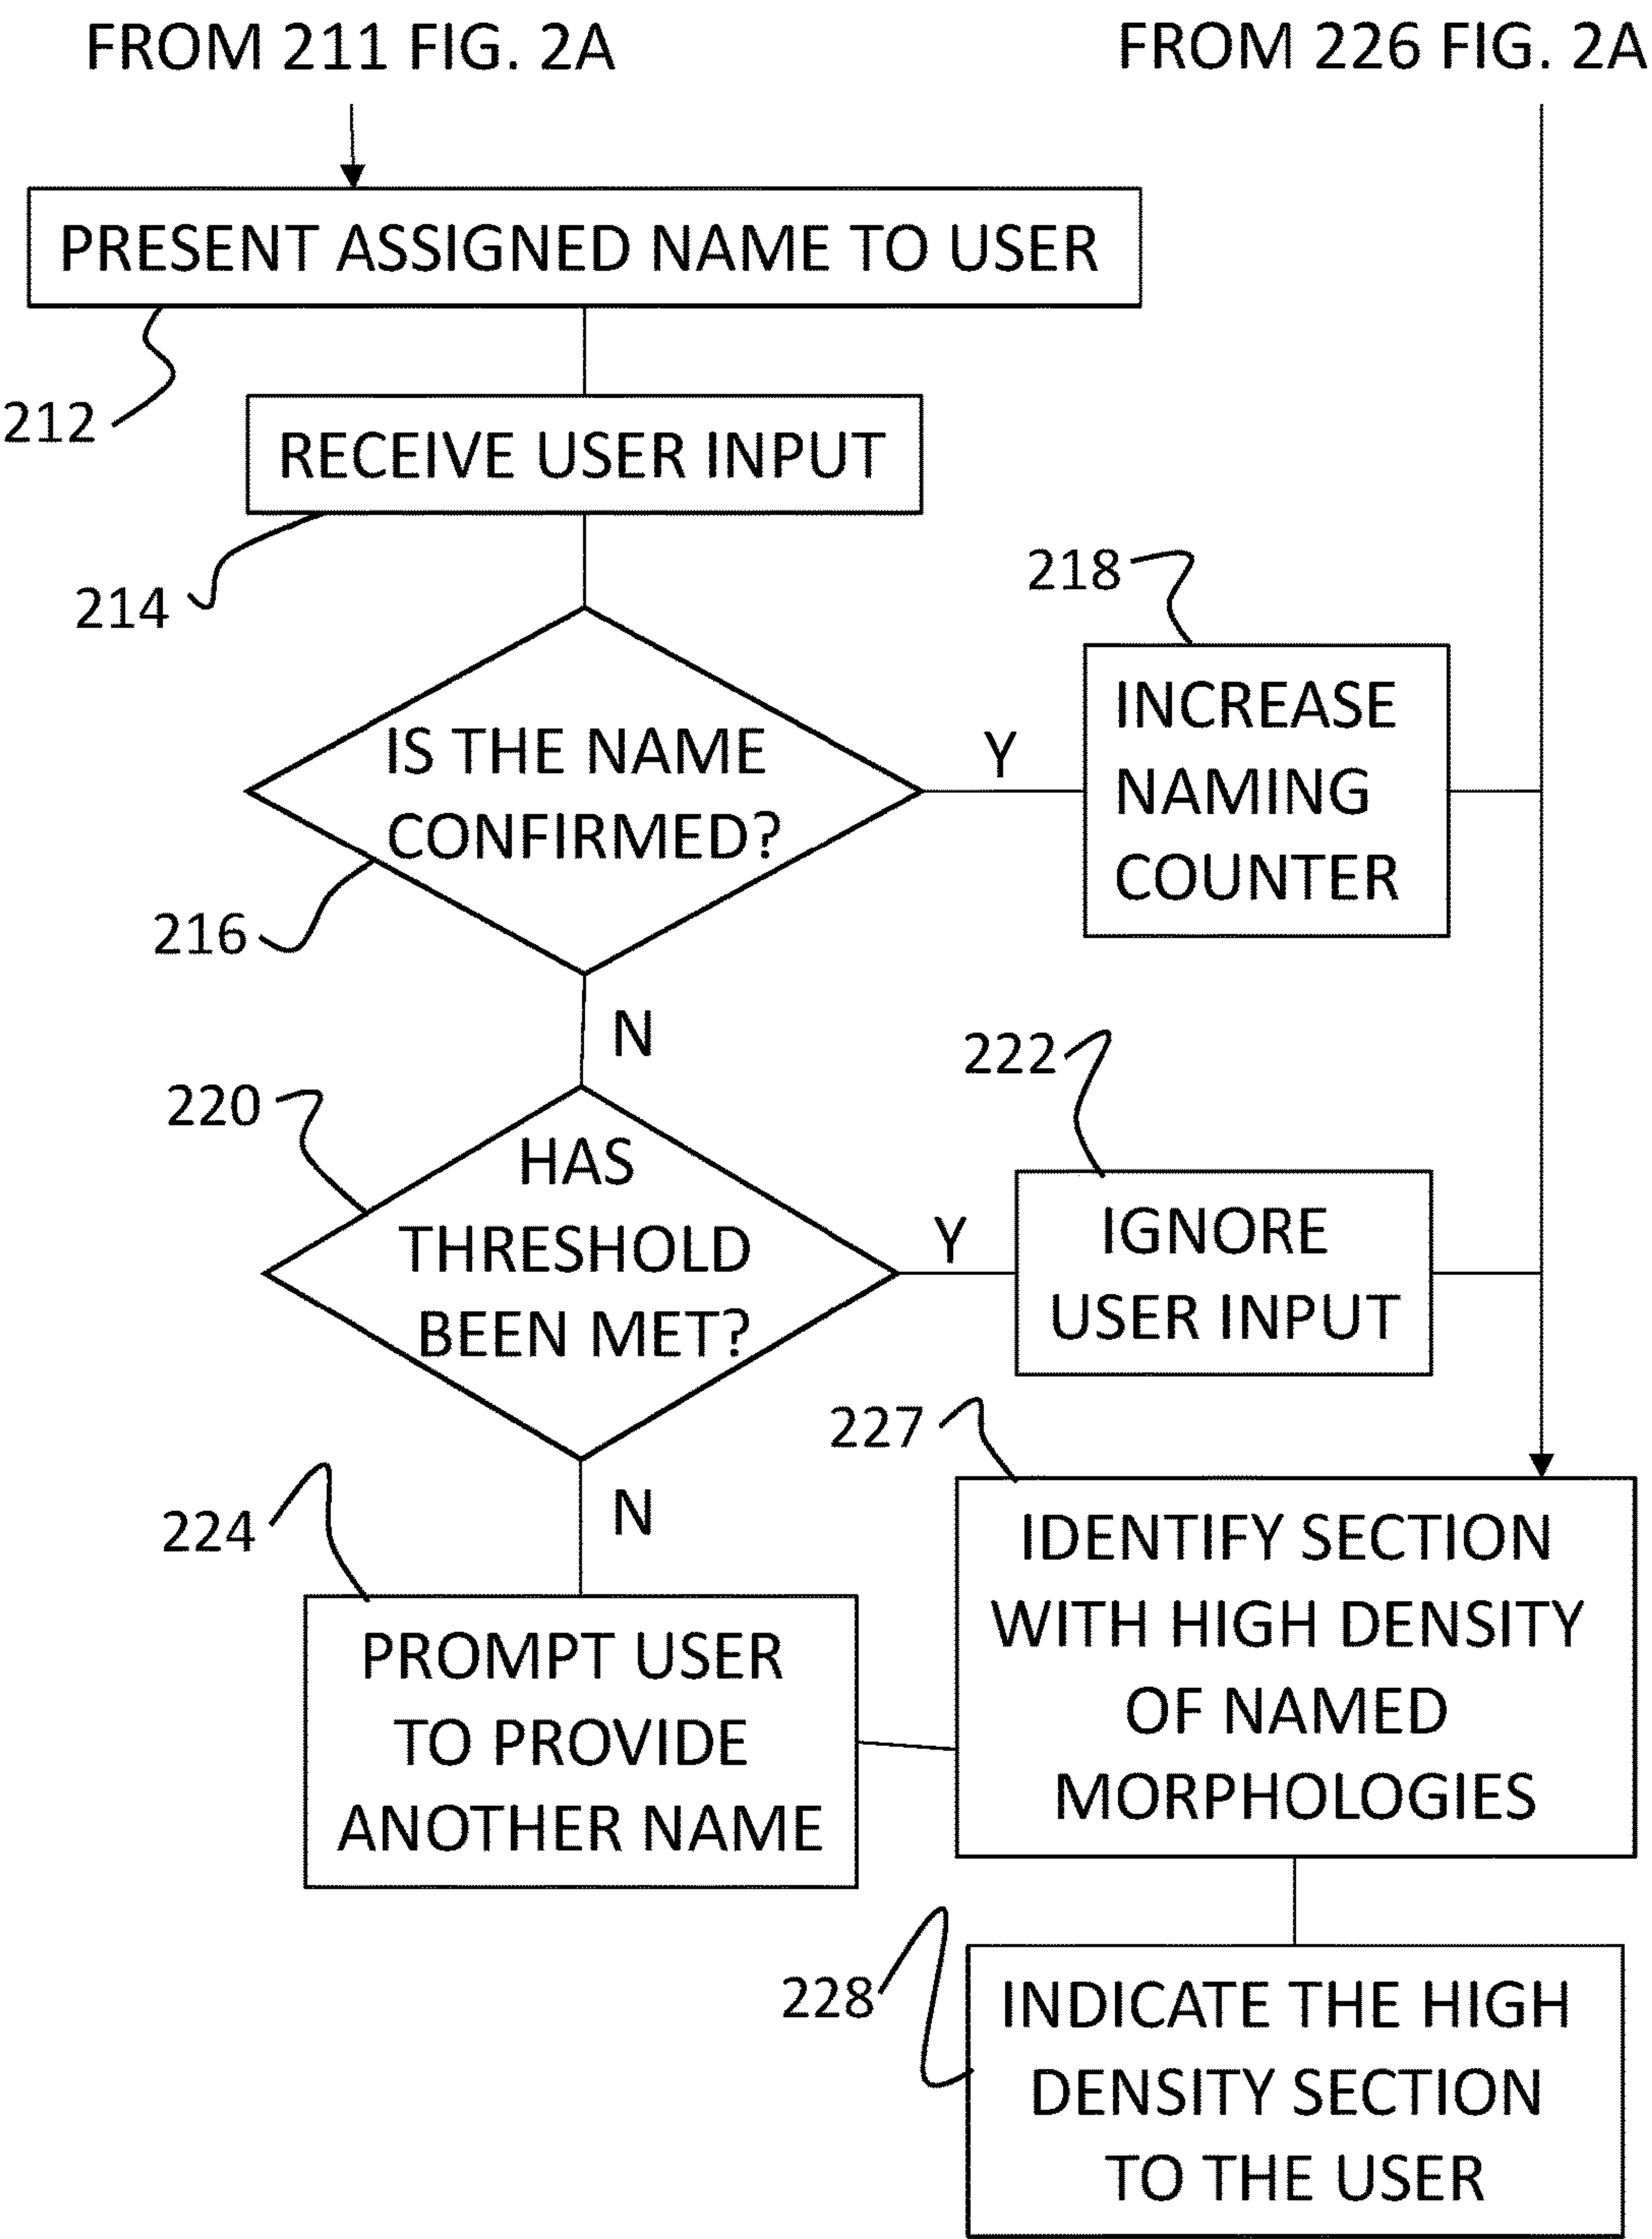 FROM 211 FIG. 2A
FROM 226 FIG. 2A
PRESENT ASSIGNED NAME TO USER
212
RECEIVE USER INPUT
214
218
INCREASE
NAMING
COUNTER
IS THE NAME
CONFIRMED?
Y
216
N
222
220
HAS
THRESHOLD
BEEN MET?
Y
IGNORE
USER INPUT
227
N
224
IDENTIFY SECTION
WITH HIGH DENSITY
OF NAMED
MORPHOLOGIES
PROMPT USER
TO PROVIDE
ANOTHER NAME
228
INDICATE THE HIGH
DENSITY SECTION
TO THE USER